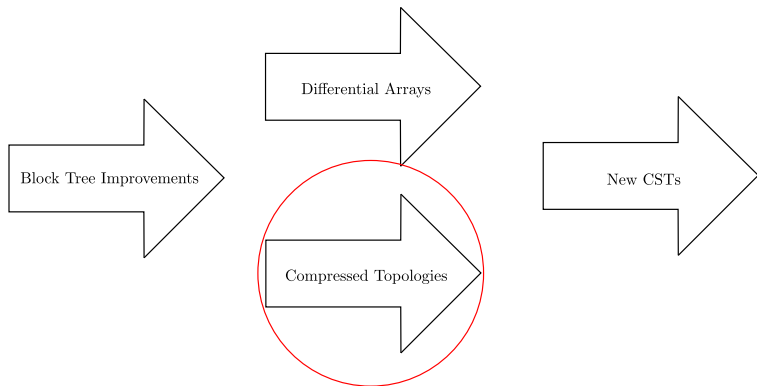 Differential Arrays
Block Tree Improvements
New CSTs
Compressed Topologies